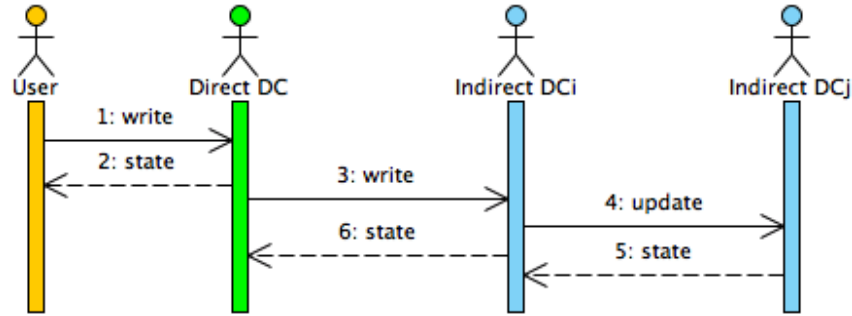 User
Direct DC
Indirect DCi
Indirect DCj
1: write
2: state
3: write
4: update
6: state
5: state